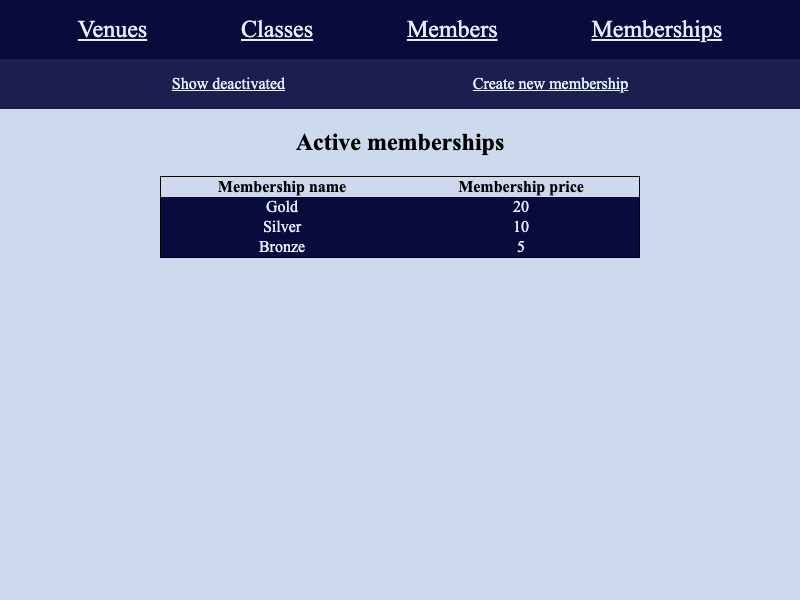 Venues Classes Members Memberships
Show deactivated Create new membership
Active memberships
Membership name Membership price
Gold 20
Silver 10
Bronze 5